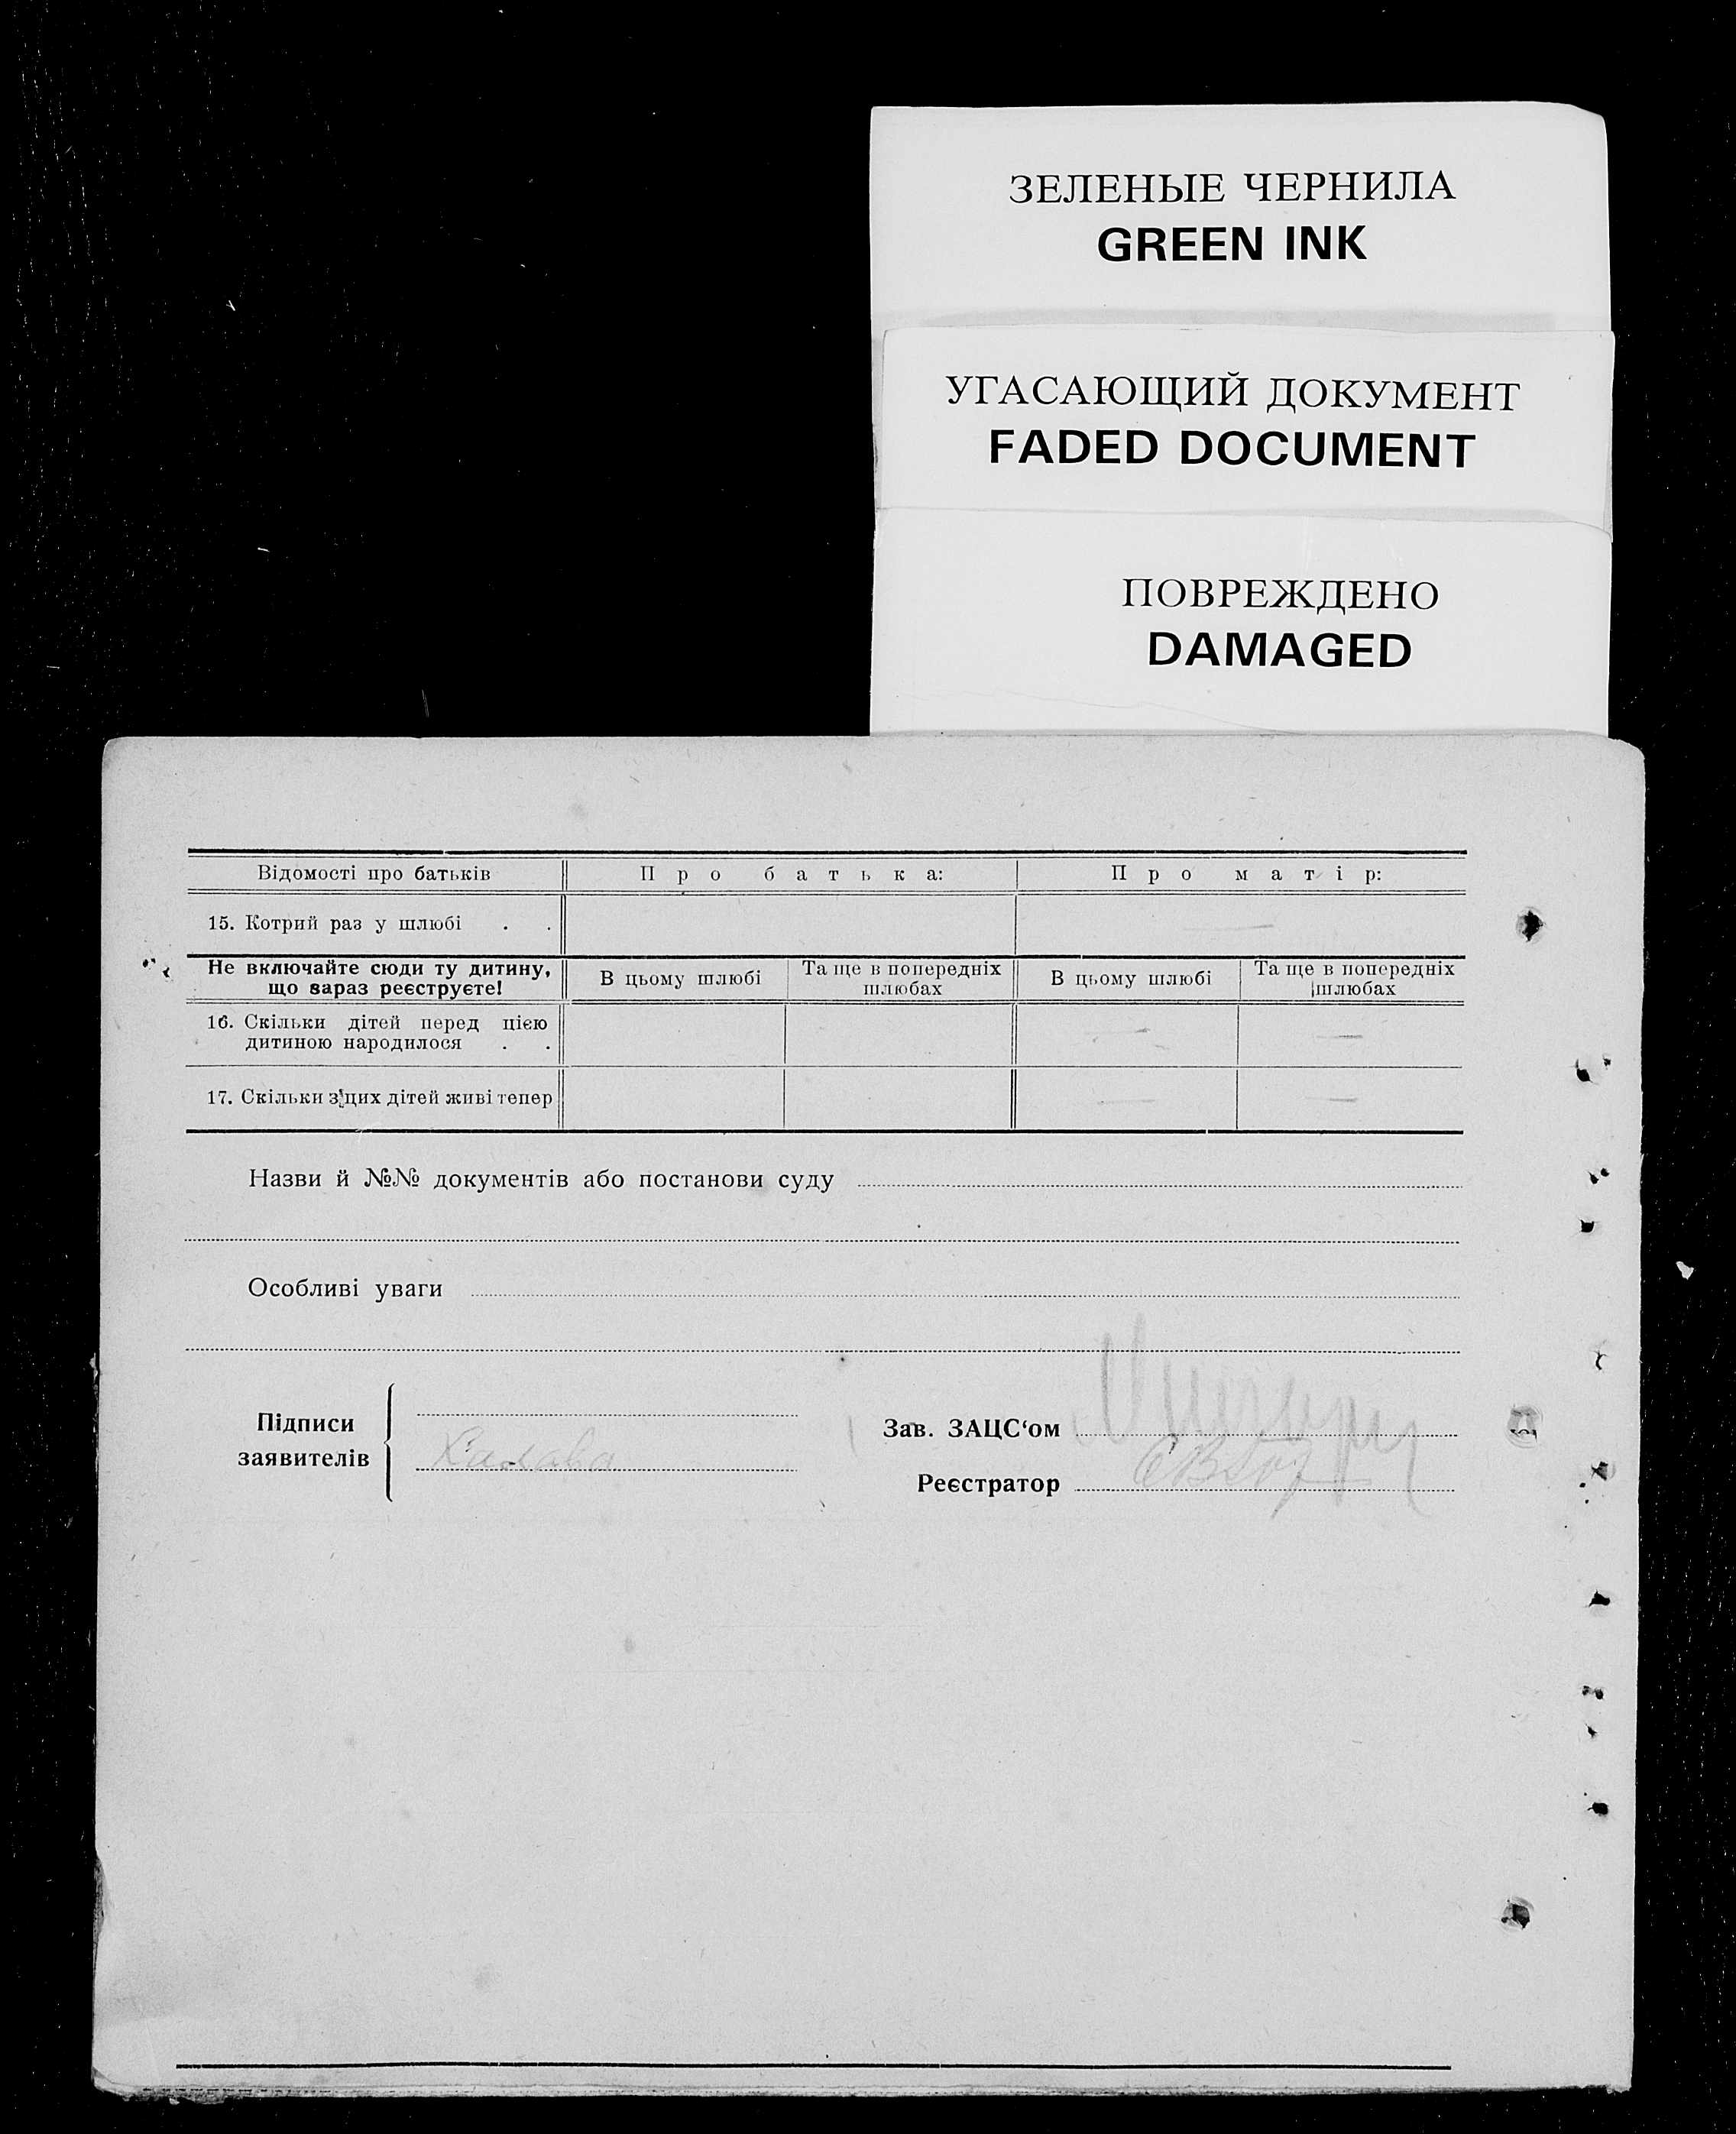 ЗЕЛЕНЫЕ ЧЕРНИЛА
GREEN INK
УГАСАЮЩИЙ ДОКУМЕНТ
FADED DOCUMENT
ПОВРЕЖДЕНО
DAMAGED
Відомості про батьків Про батька: Про матір:
15. Котрий раз у шлюбі . . —
Не включайте сюди ту дитину, що зараз реєструєте! В цьому шлюбі Та ще в попередніх шлюбах В цьому шлюбі Та ще в попередніх шлюбах
16. Скільки дітей перед цією
дитиною народилося . . — —
17. Скільки з цих дітей живі тепер — —
Назви й №№ документів або постанови суду
Особливі уваги
Підписи
заявителів
Зав. ЗАЦС‘ом
Реєстратор